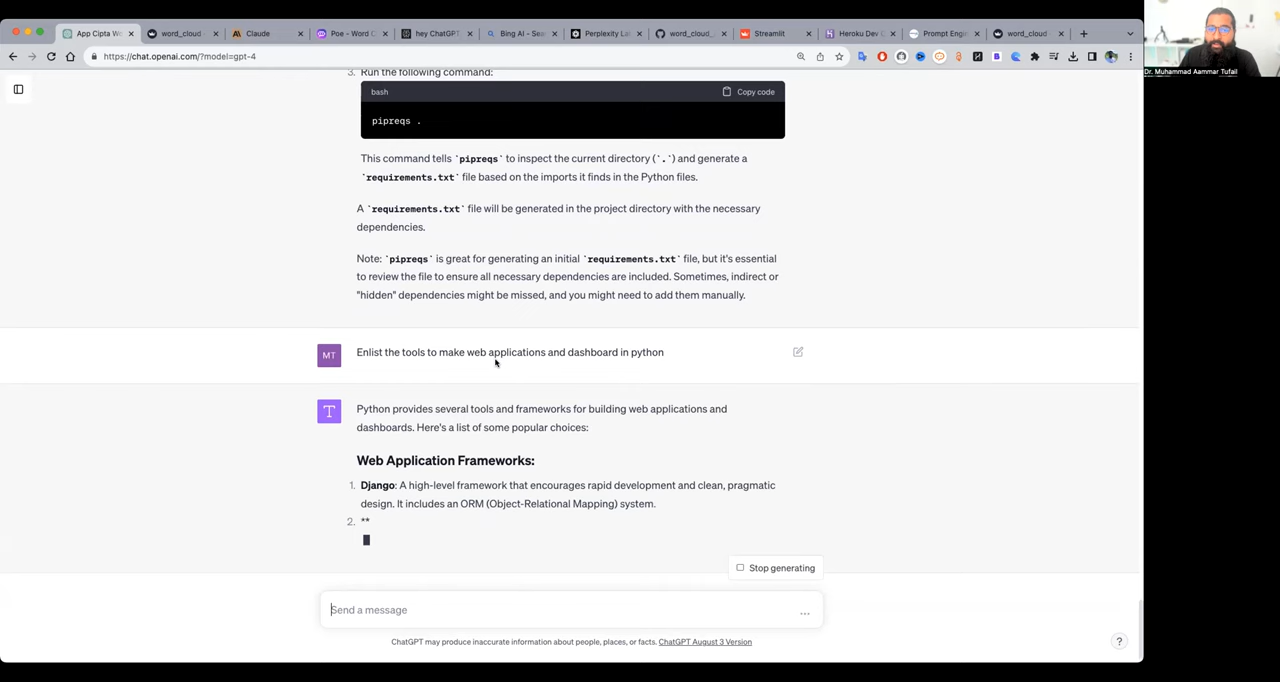 App Cipta We
word_cloud
Claude
Poe - Word C
hey ChatGPT
Bing AI - Sea
Perplexity La
word_cloud_
Streamlit
Heroku Dev C
Prompt Engin
word_cloud
https://chat.openai.com/?model=gpt-4
Dr. Muhammad Aammar Tufail
3. Run the following command:
bash
Copy code
pipreqs .
This command tells `pipreqs` to inspect the current directory (`.`) and generate a
`requirements.txt` file based on the imports it finds in the Python files.
A `requirements.txt` file will be generated in the project directory with the necessary
dependencies.
Note: `pipreqs` is great for generating an initial `requirements.txt` file, but it's essential
to review the file to ensure all necessary dependencies are included. Sometimes, indirect or
"hidden" dependencies might be missed, and you might need to add them manually.
MT
Enlist the tools to make web applications and dashboard in python
Python provides several tools and frameworks for building web applications and
dashboards. Here's a list of some popular choices:
Web Application Frameworks:
1. Django: A high-level framework that encourages rapid development and clean, pragmatic
design. It includes an ORM (Object-Relational Mapping) system.
2. **
Stop generating
Send a message
...
ChatGPT may produce inaccurate information about people, places, or facts. ChatGPT August 3 Version
?